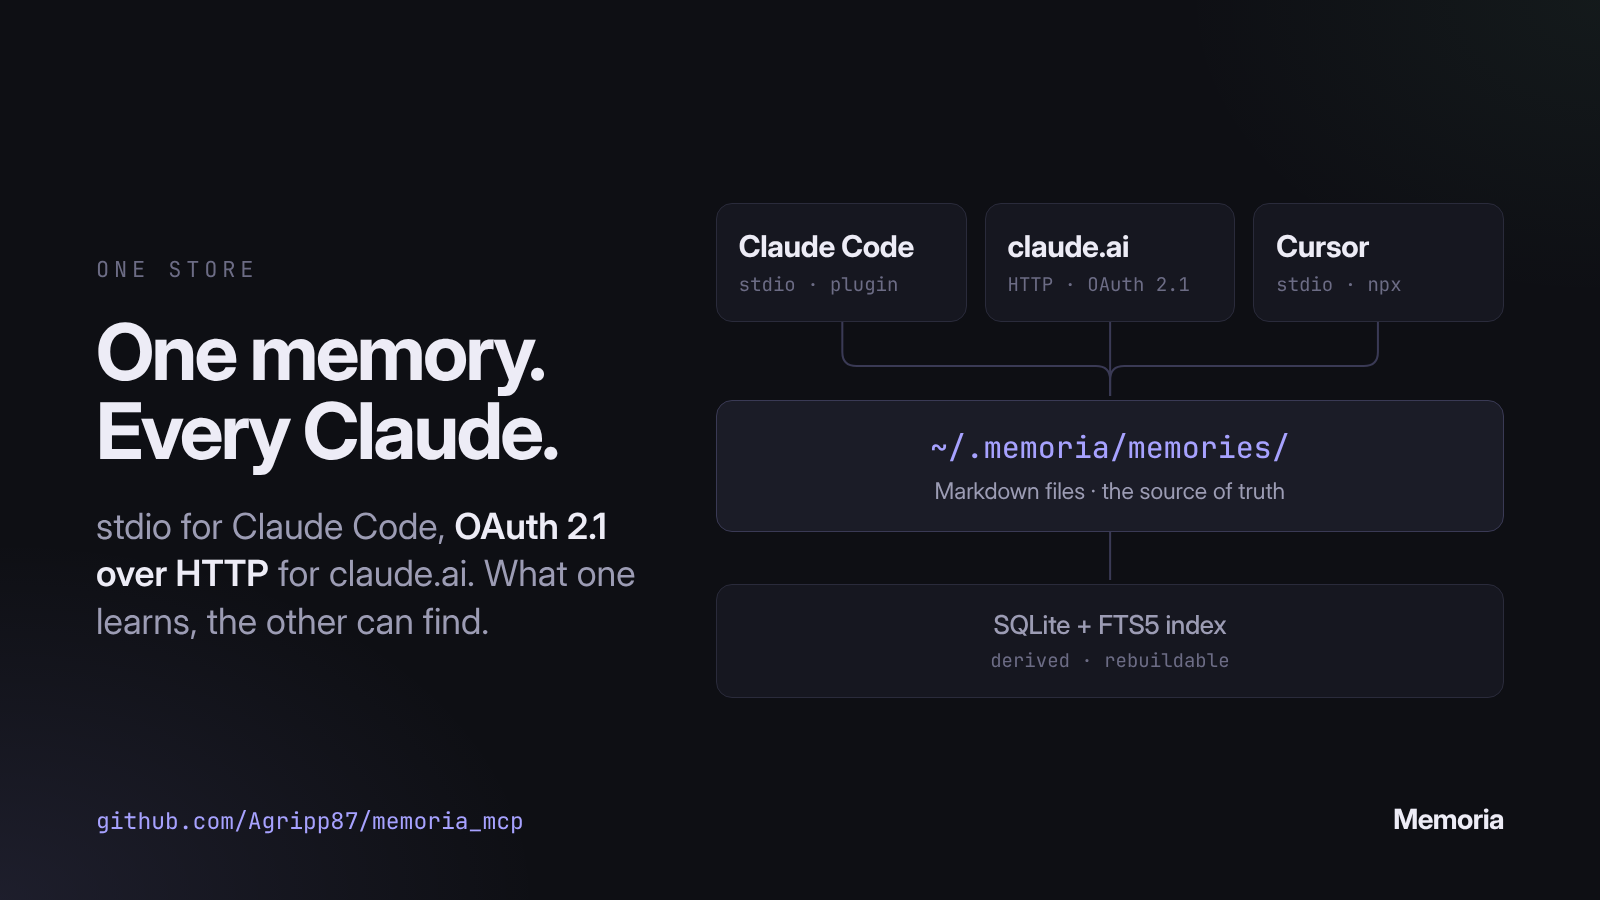 ONE STORE
One memory.
Every Claude.
stdio for Claude Code, OAuth 2.1
over HTTP for claude.ai. What one
learns, the other can find.
Claude Code
stdio · plugin
claude.ai
HTTP · OAuth 2.1
Cursor
stdio · npx
~/.memoria/memories/
Markdown files · the source of truth
SQLite + FTS5 index
derived · rebuildable
github.com/Agripp87/memoria_mcp
Memoria